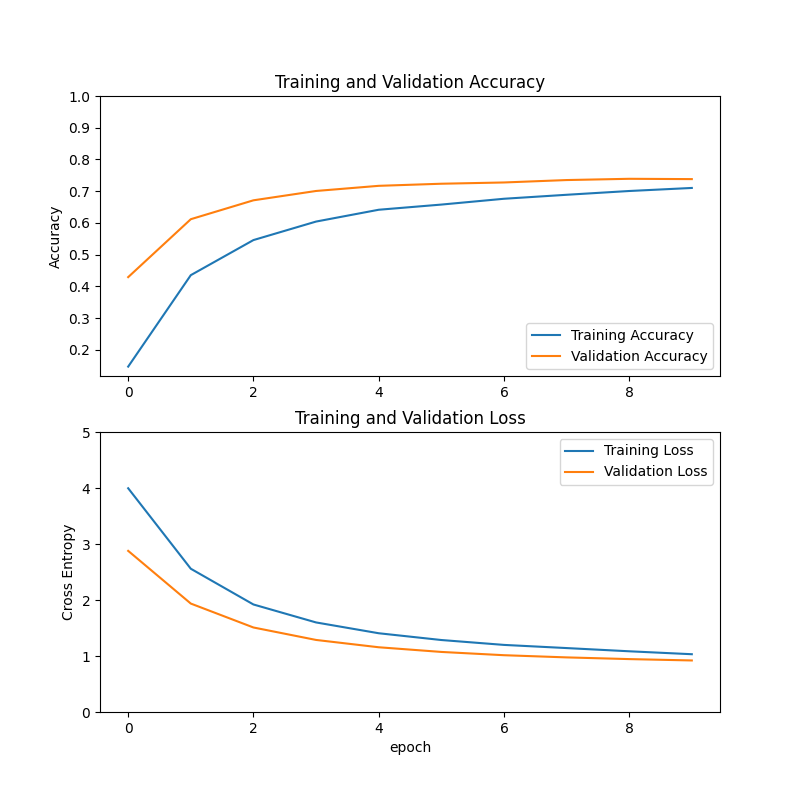 Training and Validation Accuracy
Accuracy
1.0
0.9
0.8
0.7
0.6
0.5
0.4
0.3
0.2
Training Accuracy
Validation Accuracy
0 2 4 6 8
Training and Validation Loss
Cross Entropy
5
4
3
2
1
0
Training Loss
Validation Loss
0 2 4 6 8
epoch